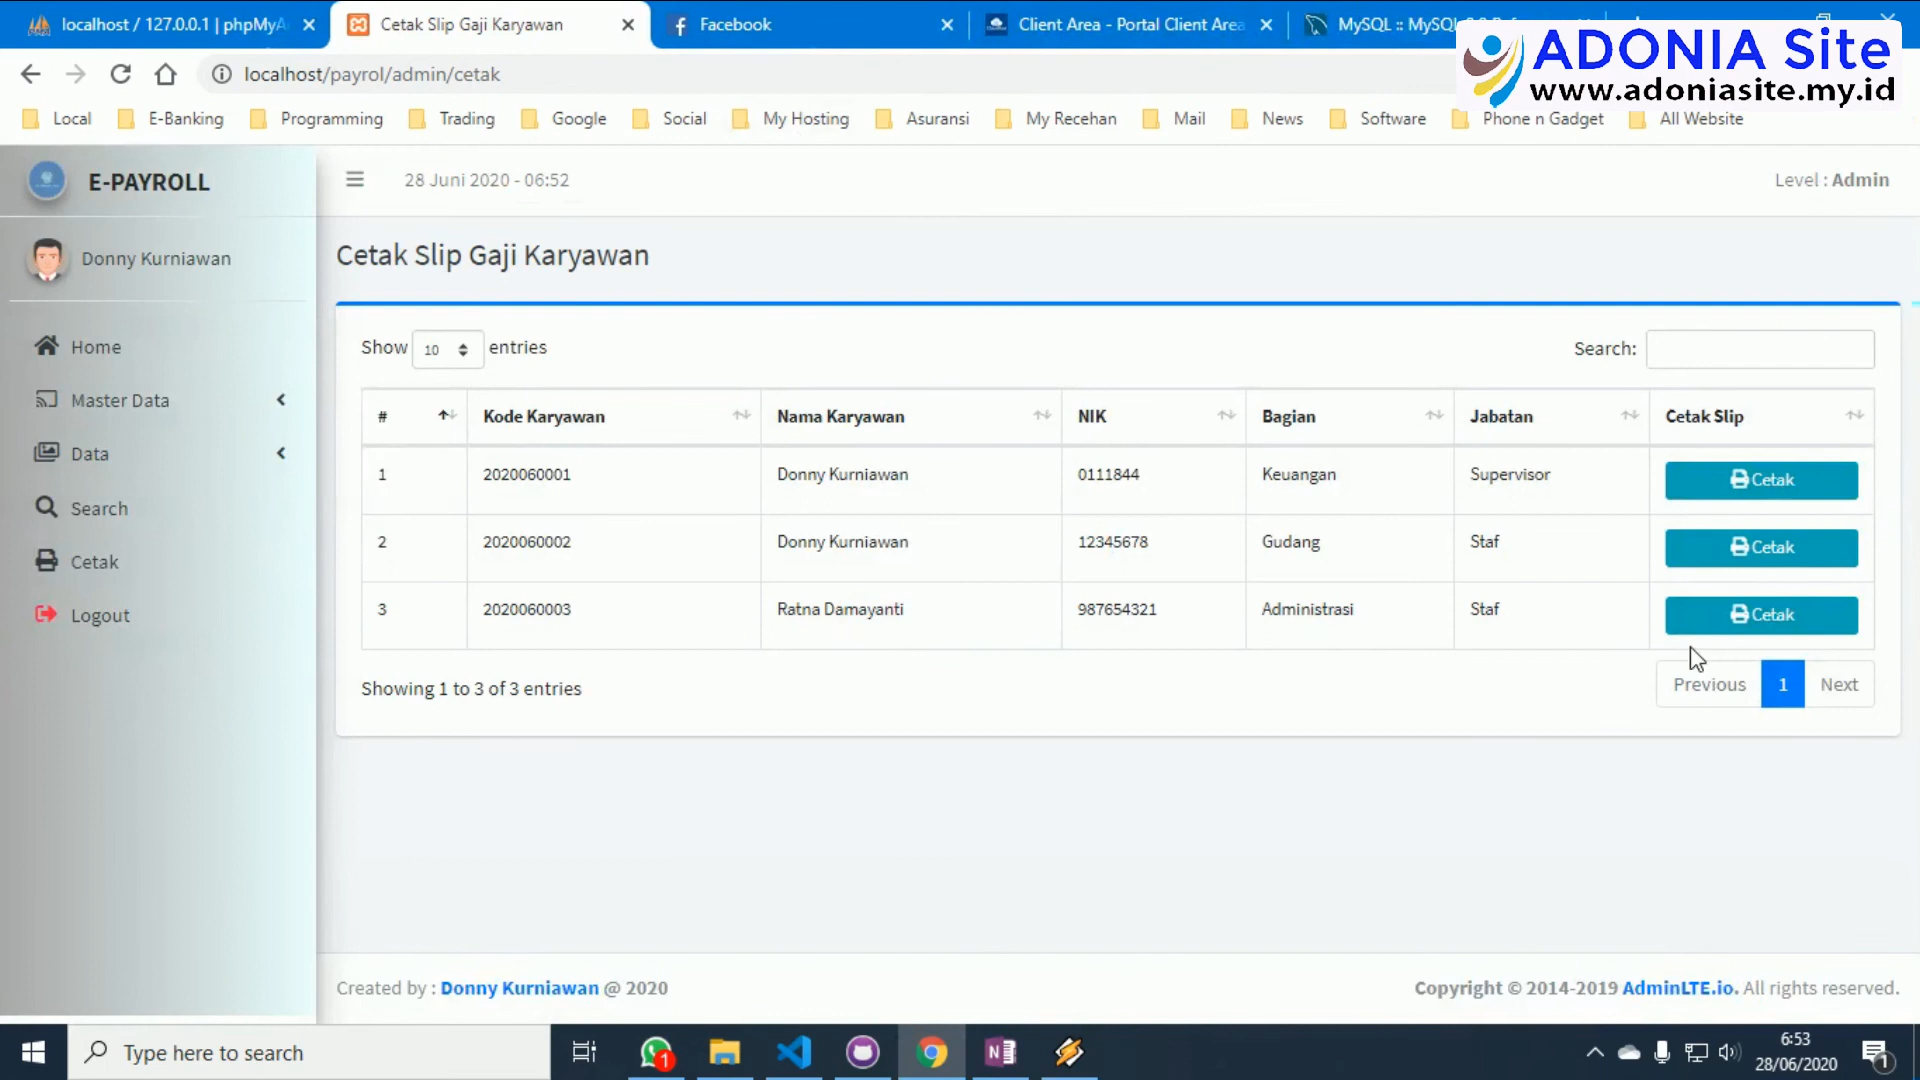 localhost / 127.0.0.1 | phpMyA
Cetak Slip Gaji Karyawan
Facebook
Client Area - Portal Client Area
MySQL :: MySQL
ADONIA Site
www.adoniasite.my.id
localhost/payrol/admin/cetak
Local
E-Banking
Programming
Trading
Google
Social
My Hosting
Asuransi
My Recehan
Mail
News
Software
Phone n Gadget
All Website
E-PAYROLL
28 Juni 2020 - 06:52
Level : Admin
Donny Kurniawan
Home
Master Data
Data
Search
Cetak
Logout
Cetak Slip Gaji Karyawan
Show 10 entries
Search:
# Kode Karyawan Nama Karyawan NIK Bagian Jabatan Cetak Slip
1 2020060001 Donny Kurniawan 0111844 Keuangan Supervisor Cetak
2 2020060002 Donny Kurniawan 12345678 Gudang Staf Cetak
3 2020060003 Ratna Damayanti 987654321 Administrasi Staf Cetak
Showing 1 to 3 of 3 entries
Previous 1 Next
Created by : Donny Kurniawan @ 2020
Copyright © 2014-2019 AdminLTE.io. All rights reserved.
Type here to search
1
N
6:53
28/06/2020
1